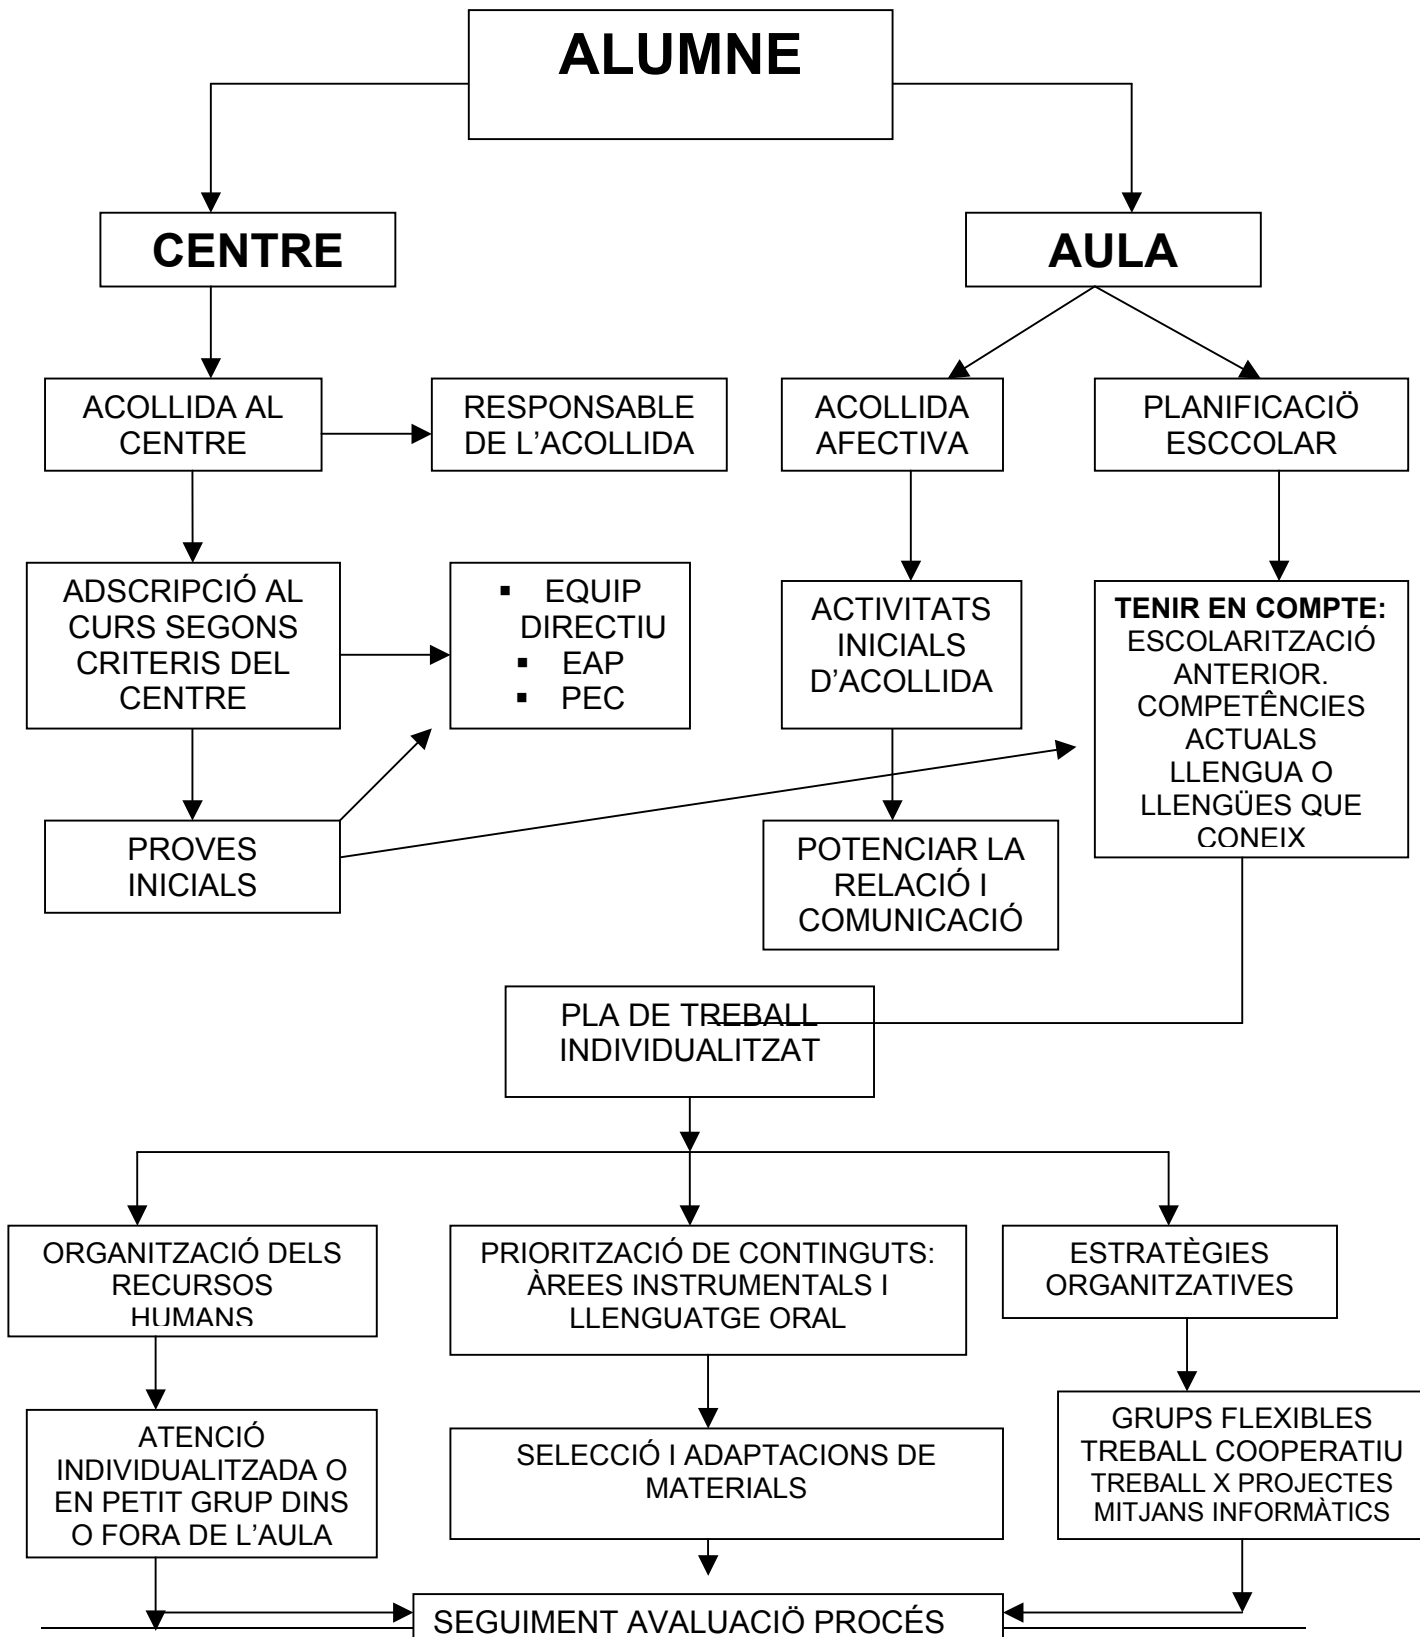 ALUMNE
CENTRE
AULA
ACOLLIDA AL
CENTRE
RESPONSABLE
DE L’ACOLLIDA
ACOLLIDA
AFECTIVA
PLANIFICACIÖ
ESCCOLAR
ADSCRIPCIÓ AL
CURS SEGONS
CRITERIS DEL
CENTRE
▪ EQUIP
DIRECTIU
▪ EAP
▪ PEC
ACTIVITATS
INICIALS
D’ACOLLIDA
TENIR EN COMPTE:
ESCOLARITZACIÓ
ANTERIOR.
COMPETÊNCIES
ACTUALS
LLENGUA O
LLENGÜES QUE
CONEIX
PROVES
INICIALS
POTENCIAR LA
RELACIÓ I
COMUNICACIÓ
PLA DE TREBALL
INDIVIDUALITZAT
ORGANITZACIÓ DELS
RECURSOS
HUMANS
PRIORITZACIÓ DE CONTINGUTS:
ÀREES INSTRUMENTALS I
LLENGUATGE ORAL
ESTRATÈGIES
ORGANITZATIVES
ATENCIÓ
INDIVIDUALITZADA O
EN PETIT GRUP DINS
O FORA DE L’AULA
SELECCIÓ I ADAPTACIONS DE
MATERIALS
GRUPS FLEXIBLES
TREBALL COOPERATIU
TREBALL X PROJECTES
MITJANS INFORMÀTICS
SEGUIMENT AVALUACIÖ PROCÉS